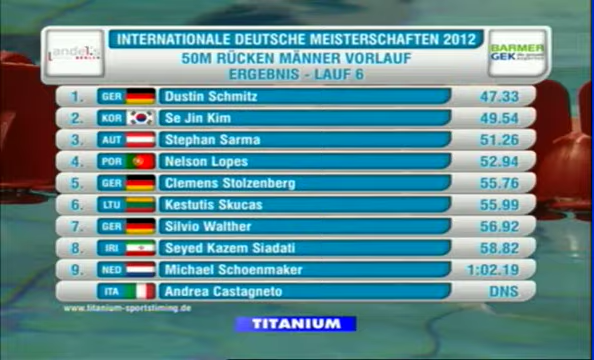 andel's
BERLIN
INTERNATIONALE DEUTSCHE MEISTERSCHAFTEN 2012
50M RÜCKEN MÄNNER VORLAUF
ERGEBNIS - LAUF 6
BARMER
GEK
1. GER Dustin Schmitz 47.33
2. KOR Se Jin Kim 49.54
3. AUT Stephan Sarma 51.26
4. POR Nelson Lopes 52.94
5. GER Clemens Stolzenberg 55.76
6. LTU Kestutis Skucas 55.99
7. GER Silvio Walther 56.92
8. IRI Seyed Kazem Siadati 58.82
9. NED Michael Schoenmaker 1:02.19
ITA Andrea Castagneto DNS
www.titanium-sportstiming.de
TITANIUM